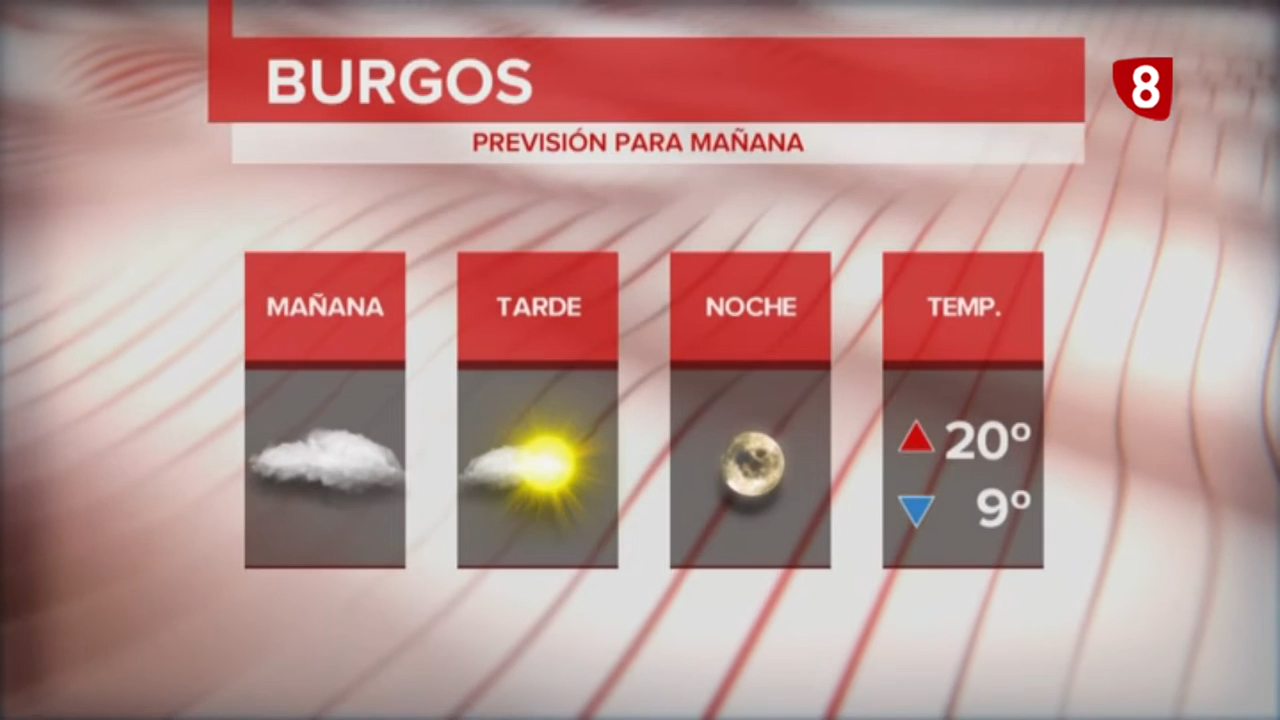 BURGOS
8
PREVISIÓN PARA MAÑANA
MAÑANA
TARDE
NOCHE
TEMP.
20º
9º